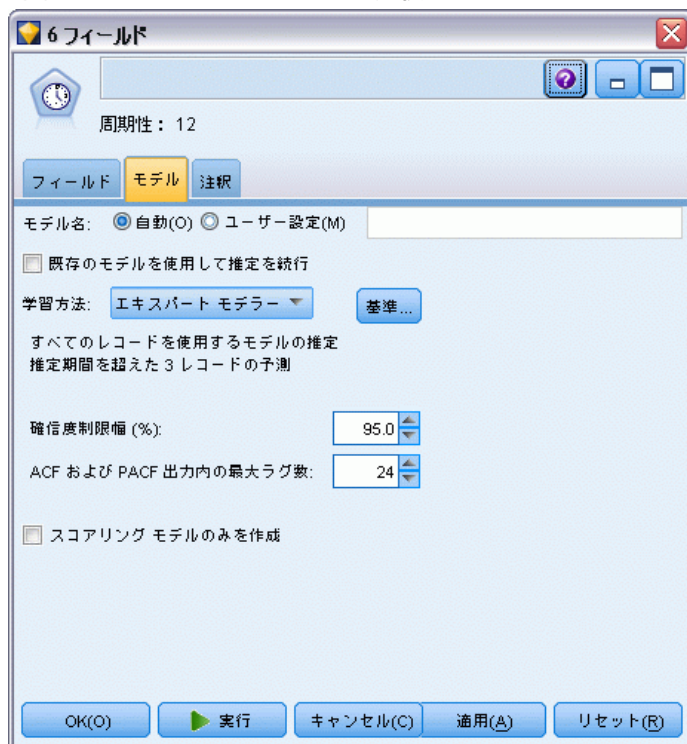 6 フィールド
周期性： 12
フィールド モデル 注釈
モデル名: 自動(O) ユーザー設定(M)
既存のモデルを使用して推定を続行
学習方法: エキスパート モデラー 基準...
すべてのレコードを使用するモデルの推定
推定期間を超えた 3 レコードの予測
確信度制限幅 (%): 95.0
ACF および PACF 出力内の最大ラグ数: 24
スコアリング モデルのみを作成
OK(O) 実行 キャンセル(C) 適用(A) リセット(R)